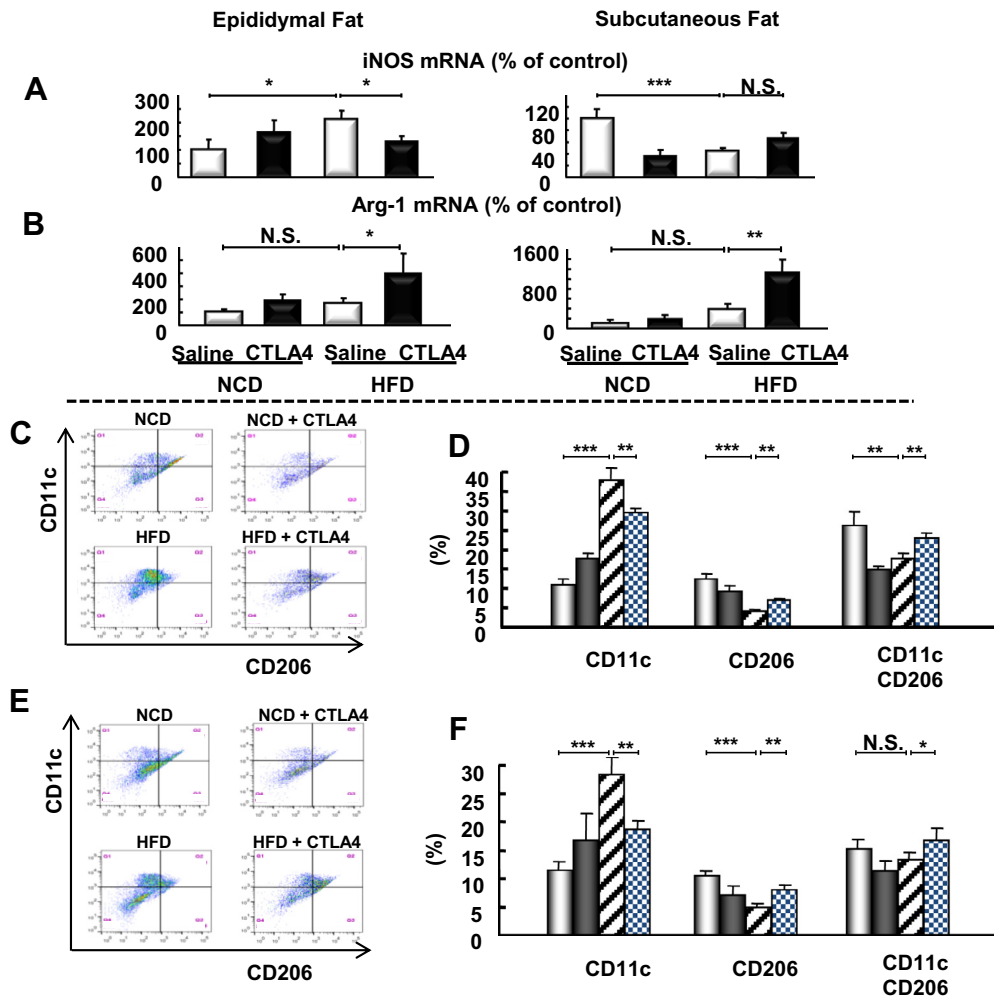 Epididymal Fat
Subcutaneous Fat
iNOS mRNA (% of control)
A
*
*
300
200
100
0
***
N.S.
120
80
40
0
Arg-1 mRNA (% of control)
B
N.S.
*
600
400
200
0
N.S.
**
1600
800
0
Saline CTLA4 Saline CTLA4
NCD HFD
Saline CTLA4 Saline CTLA4
NCD HFD
C
CD11c
NCD
NCD + CTLA4
HFD
HFD + CTLA4
CD206
D
(%)
*** ** *** ** ** **
40
35
30
25
20
15
10
5
0
CD11c
CD206
CD11c
CD206
E
CD11c
NCD
NCD + CTLA4
HFD
HFD + CTLA4
CD206
F
(%)
*** ** *** ** N.S. *
30
25
20
15
10
5
0
CD11c
CD206
CD11c
CD206